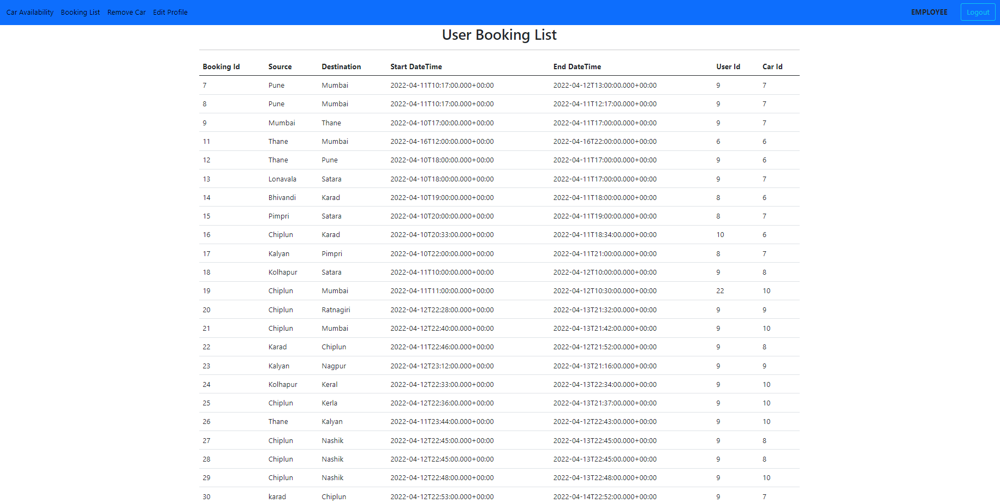 Car Availability Booking List Remove Car Edit Profile EMPLOYEE Logout
User Booking List
Booking Id Source Destination Start DateTime End DateTime User Id Car Id
7 Pune Mumbai 2022-04-11T10:17:00.000+00:00 2022-04-12T13:00:00.000+00:00 9 7
8 Pune Mumbai 2022-04-11T10:17:00.000+00:00 2022-04-11T12:17:00.000+00:00 9 7
9 Mumbai Thane 2022-04-10T17:00:00.000+00:00 2022-04-11T17:00:00.000+00:00 9 7
11 Thane Mumbai 2022-04-16T12:00:00.000+00:00 2022-04-16T22:00:00.000+00:00 6 6
12 Thane Pune 2022-04-10T18:00:00.000+00:00 2022-04-11T17:00:00.000+00:00 9 6
13 Lonavala Satara 2022-04-10T18:00:00.000+00:00 2022-04-11T17:00:00.000+00:00 9 7
14 Bhivandi Karad 2022-04-10T19:00:00.000+00:00 2022-04-11T18:00:00.000+00:00 8 6
15 Pimpri Satara 2022-04-10T20:00:00.000+00:00 2022-04-11T19:00:00.000+00:00 8 7
16 Chiplun Karad 2022-04-10T20:33:00.000+00:00 2022-04-11T18:34:00.000+00:00 10 6
17 Kalyan Pimpri 2022-04-10T22:00:00.000+00:00 2022-04-11T21:00:00.000+00:00 8 7
18 Kolhapur Satara 2022-04-11T10:00:00.000+00:00 2022-04-12T10:00:00.000+00:00 9 8
19 Chiplun Mumbai 2022-04-11T11:00:00.000+00:00 2022-04-12T10:30:00.000+00:00 22 10
20 Chiplun Ratnagiri 2022-04-12T22:28:00.000+00:00 2022-04-13T21:32:00.000+00:00 9 9
21 Chiplun Mumbai 2022-04-12T22:40:00.000+00:00 2022-04-13T21:42:00.000+00:00 9 10
22 Karad Chiplun 2022-04-11T22:46:00.000+00:00 2022-04-12T21:52:00.000+00:00 9 8
23 Kalyan Nagpur 2022-04-12T23:12:00.000+00:00 2022-04-13T21:16:00.000+00:00 9 9
24 Kolhapur Keral 2022-04-12T22:33:00.000+00:00 2022-04-13T22:34:00.000+00:00 9 10
25 Chiplun Kerla 2022-04-12T22:36:00.000+00:00 2022-04-13T21:37:00.000+00:00 9 10
26 Thane Kalyan 2022-04-11T23:44:00.000+00:00 2022-04-12T22:43:00.000+00:00 9 10
27 Chiplun Nashik 2022-04-12T22:45:00.000+00:00 2022-04-13T22:45:00.000+00:00 9 8
28 Chiplun Nashik 2022-04-12T22:45:00.000+00:00 2022-04-13T22:45:00.000+00:00 9 8
29 Chiplun Nashik 2022-04-12T22:48:00.000+00:00 2022-04-13T22:48:00.000+00:00 9 10
30 karad Chiplun 2022-04-12T22:53:00.000+00:00 2022-04-14T22:52:00.000+00:00 9 7